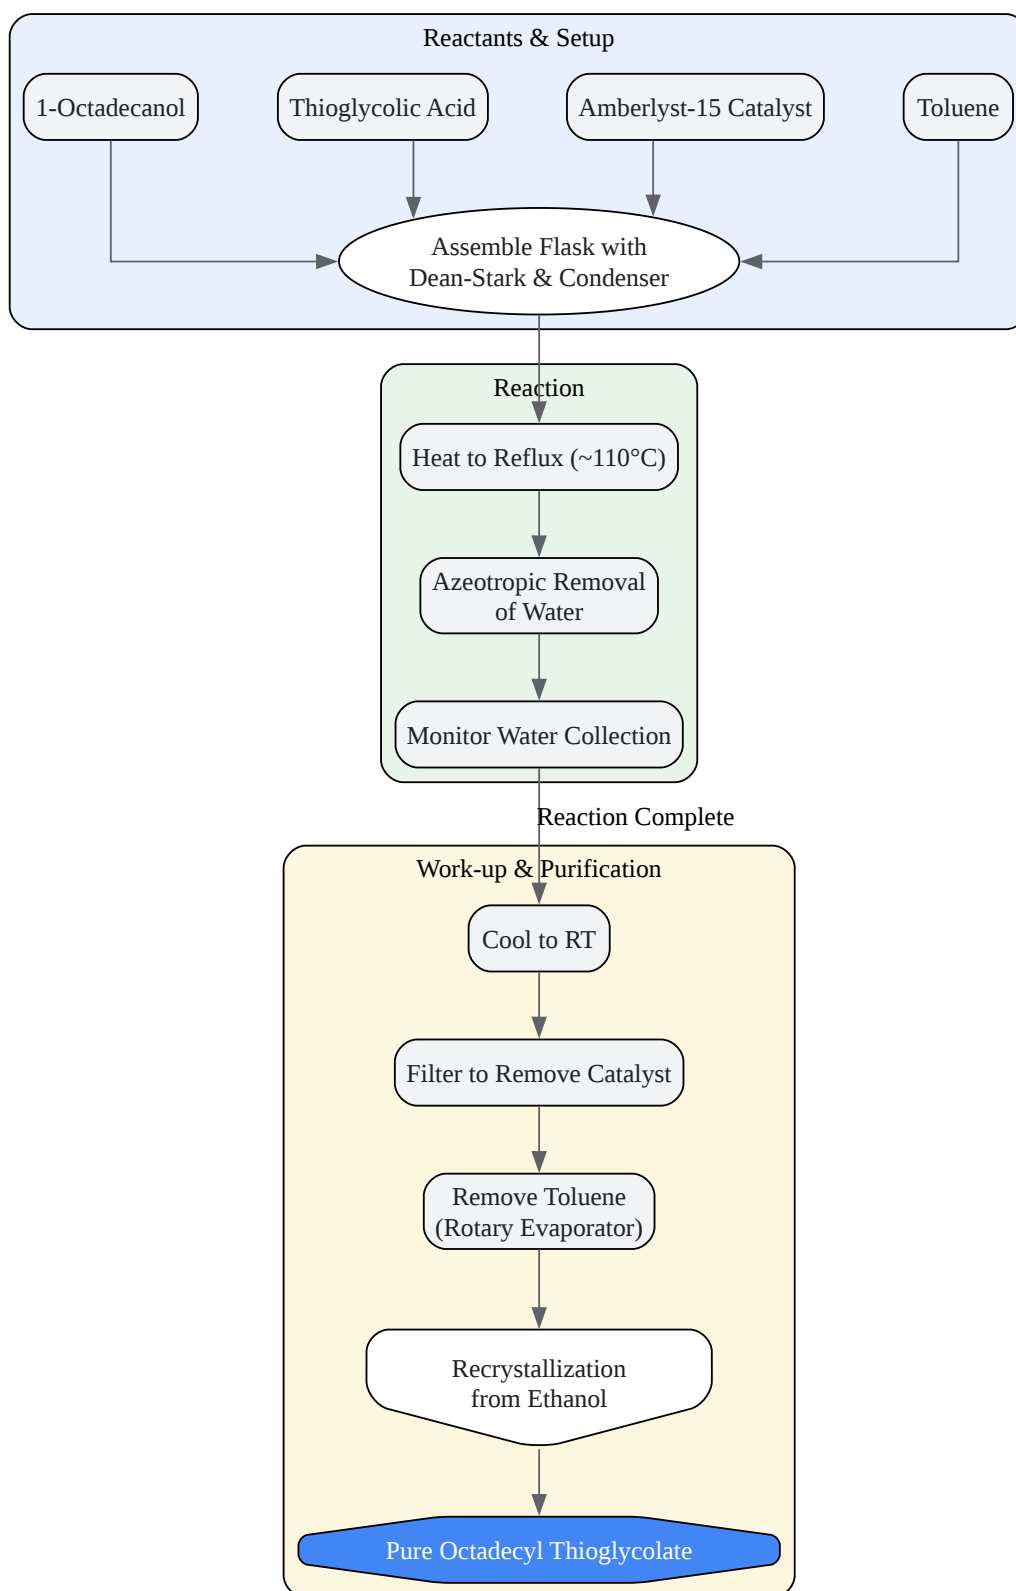 Reactants & Setup
1-Octadecanol
Thioglycolic Acid
Amberlyst-15 Catalyst
Toluene
Assemble Flask with
Dean-Stark & Condenser
Reaction
Heat to Reflux (~110°C)
Azeotropic Removal
of Water
Monitor Water Collection
Reaction Complete
Work-up & Purification
Cool to RT
Filter to Remove Catalyst
Remove Toluene
(Rotary Evaporator)
Recrystallization
from Ethanol
Pure Octadecyl Thioglycolate